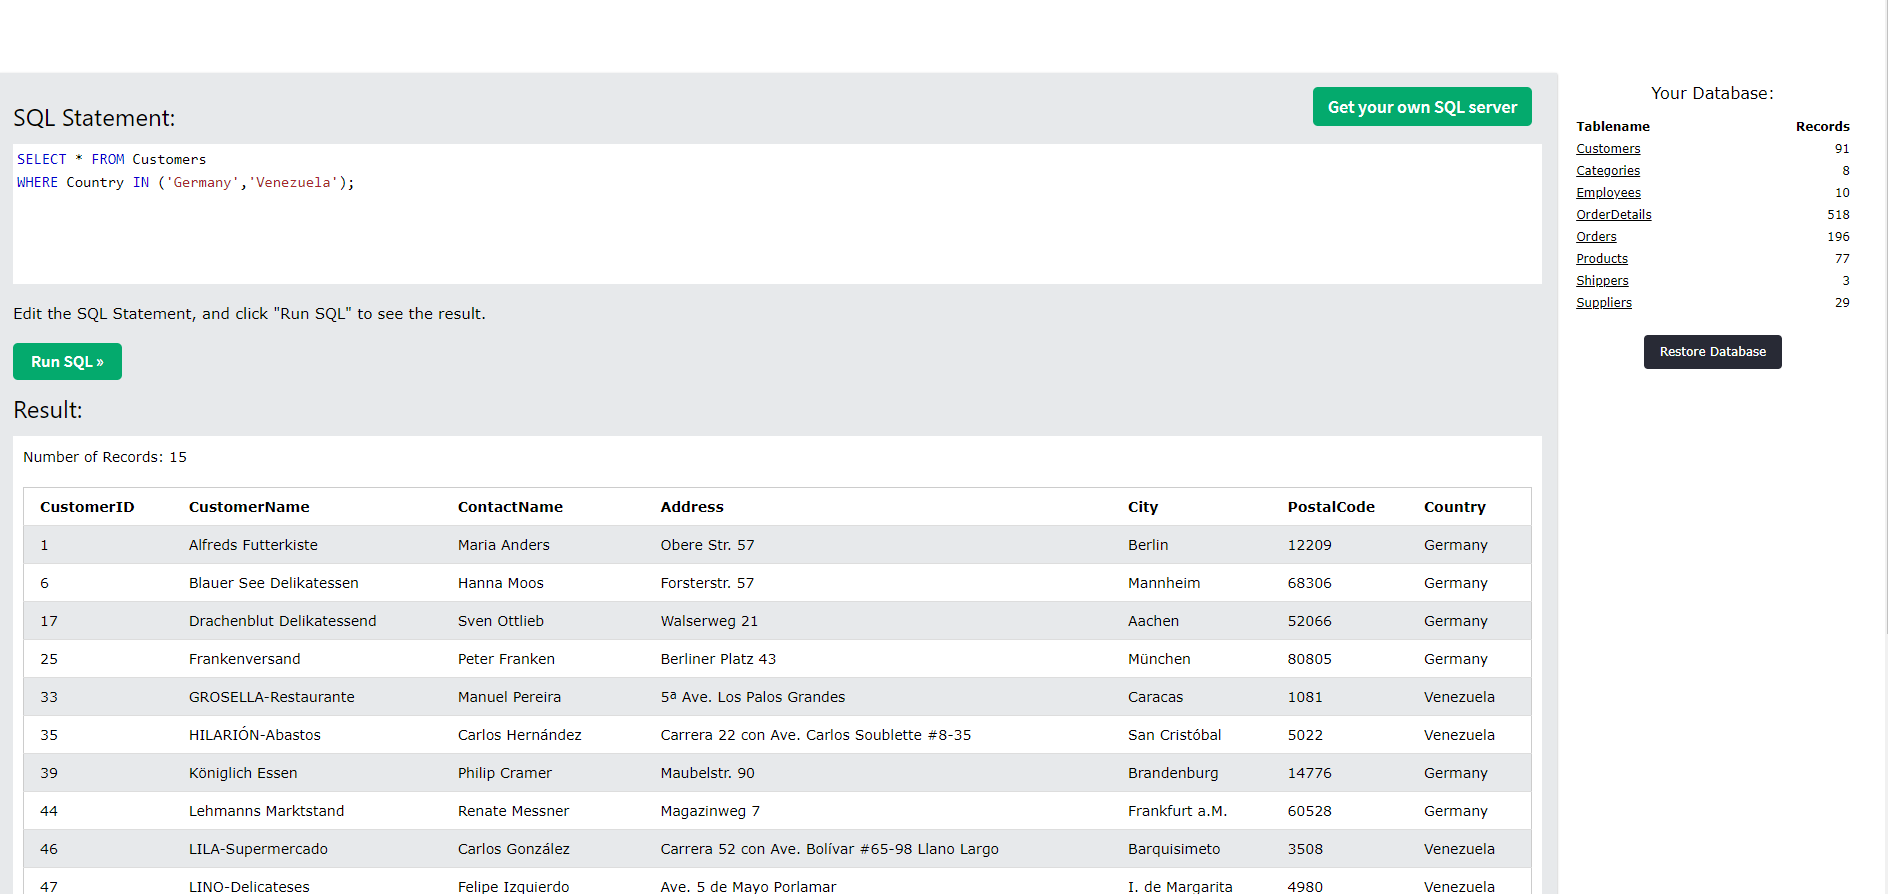 SQL Statement:
Get your own SQL server
SELECT * FROM Customers
WHERE Country IN ('Germany','Venezuela');
Edit the SQL Statement, and click "Run SQL" to see the result.
Run SQL »
Result:
Number of Records: 15
CustomerID CustomerName ContactName Address City PostalCode Country
1 Alfreds Futterkiste Maria Anders Obere Str. 57 Berlin 12209 Germany
6 Blauer See Delikatessen Hanna Moos Forsterstr. 57 Mannheim 68306 Germany
17 Drachenblut Delikatessend Sven Ottlieb Walserweg 21 Aachen 52066 Germany
25 Frankenversand Peter Franken Berliner Platz 43 München 80805 Germany
33 GROSELLA-Restaurante Manuel Pereira 5ª Ave. Los Palos Grandes Caracas 1081 Venezuela
35 HILARIÓN-Abastos Carlos Hernández Carrera 22 con Ave. Carlos Soublette #8-35 San Cristóbal 5022 Venezuela
39 Königlich Essen Philip Cramer Maubelstr. 90 Brandenburg 14776 Germany
44 Lehmanns Marktstand Renate Messner Magazinweg 7 Frankfurt a.M. 60528 Germany
46 LILA-Supermercado Carlos González Carrera 52 con Ave. Bolívar #65-98 Llano Largo Barquisimeto 3508 Venezuela
47 LINO-Delicateses Felipe Izquierdo Ave. 5 de Mayo Porlamar I. de Margarita 4980 Venezuela
Your Database:
Tablename Records
Customers 91
Categories 8
Employees 10
OrderDetails 518
Orders 196
Products 77
Shippers 3
Suppliers 29
Restore Database